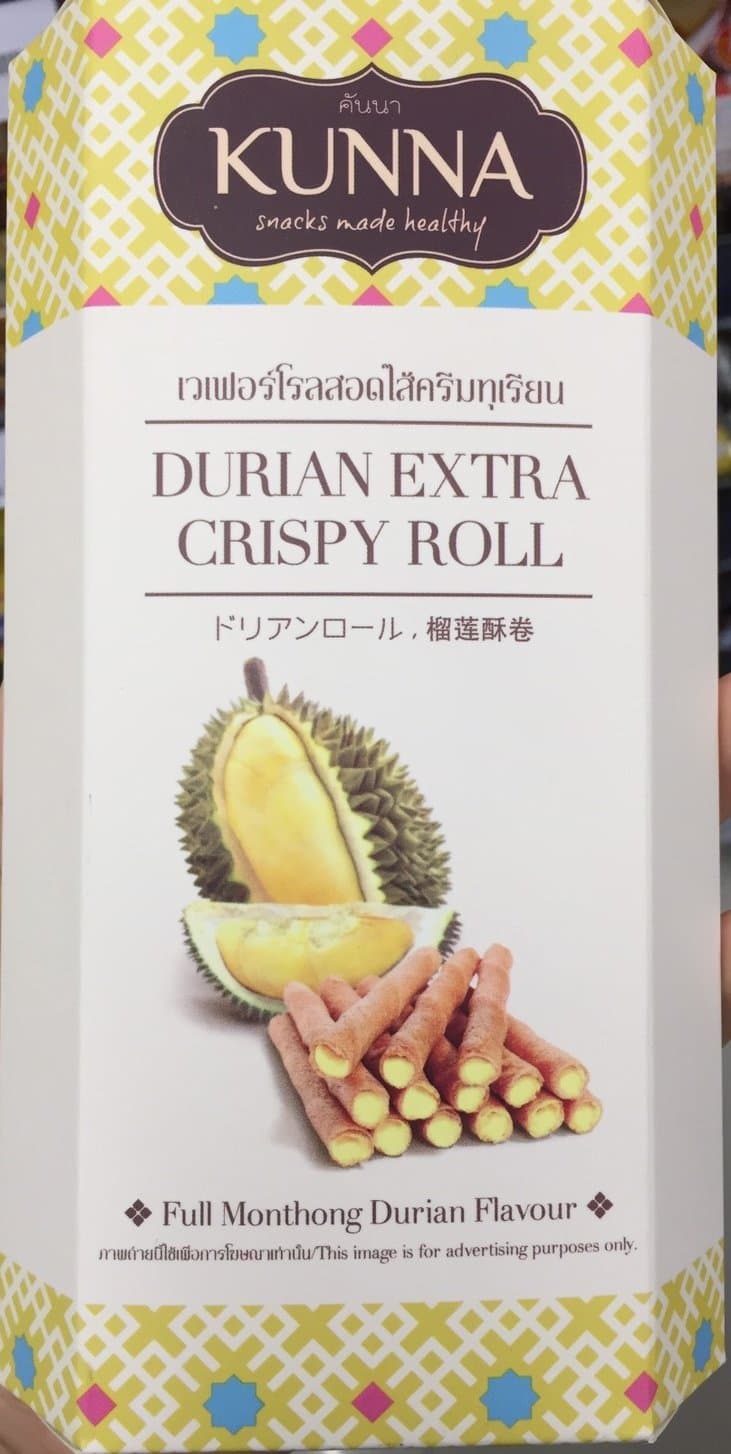 คันนา
KUNNA
snacks made healthy
เวเฟอร์โรลสอดไส้ครีมทุเรียน
DURIAN EXTRA
CRISPY ROLL
ドリアンロール , 榴莲酥卷
Full Monthong Durian Flavour
ภาพถ่ายนี้ใช้เพื่อการโฆษณาเท่านั้น/This image is for advertising purposes only.